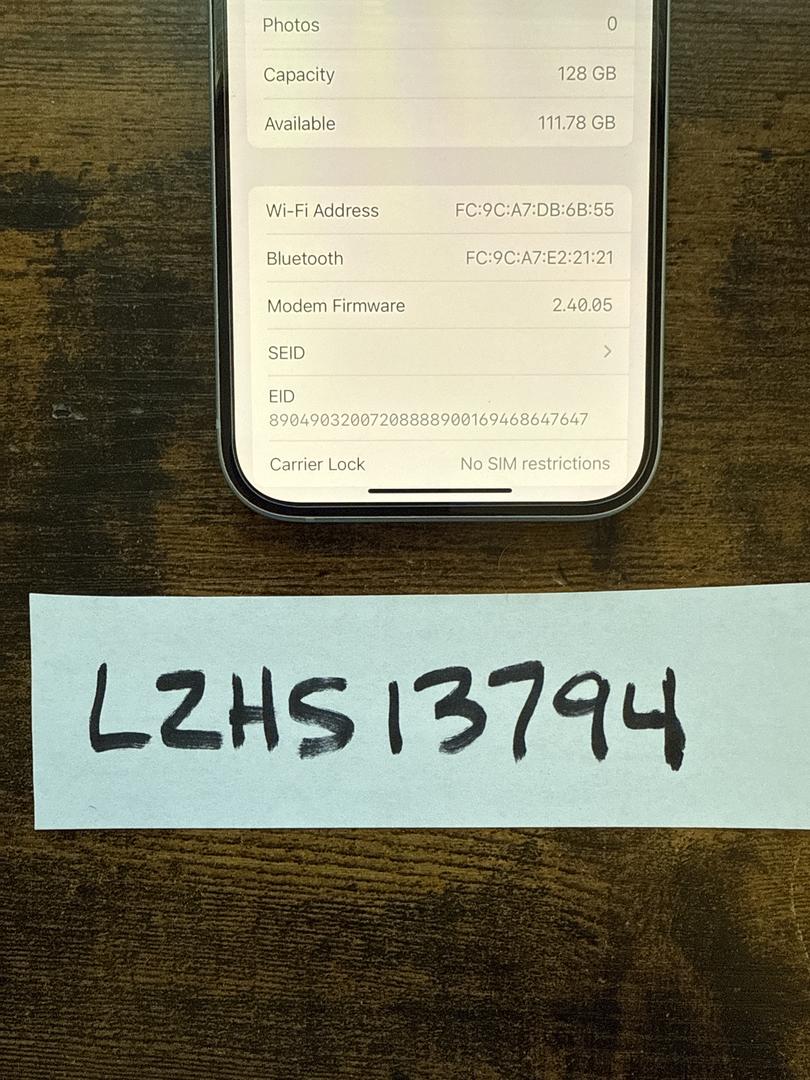 Photos 0
Capacity 128 GB
Available 111.78 GB
Wi-Fi Address FC:9C:A7:DB:6B:55
Bluetooth FC:9C:A7:E2:21:21
Modem Firmware 2.40.05
SEID
EID
89049032007208888900169468647647
Carrier Lock No SIM restrictions
LZHS13794